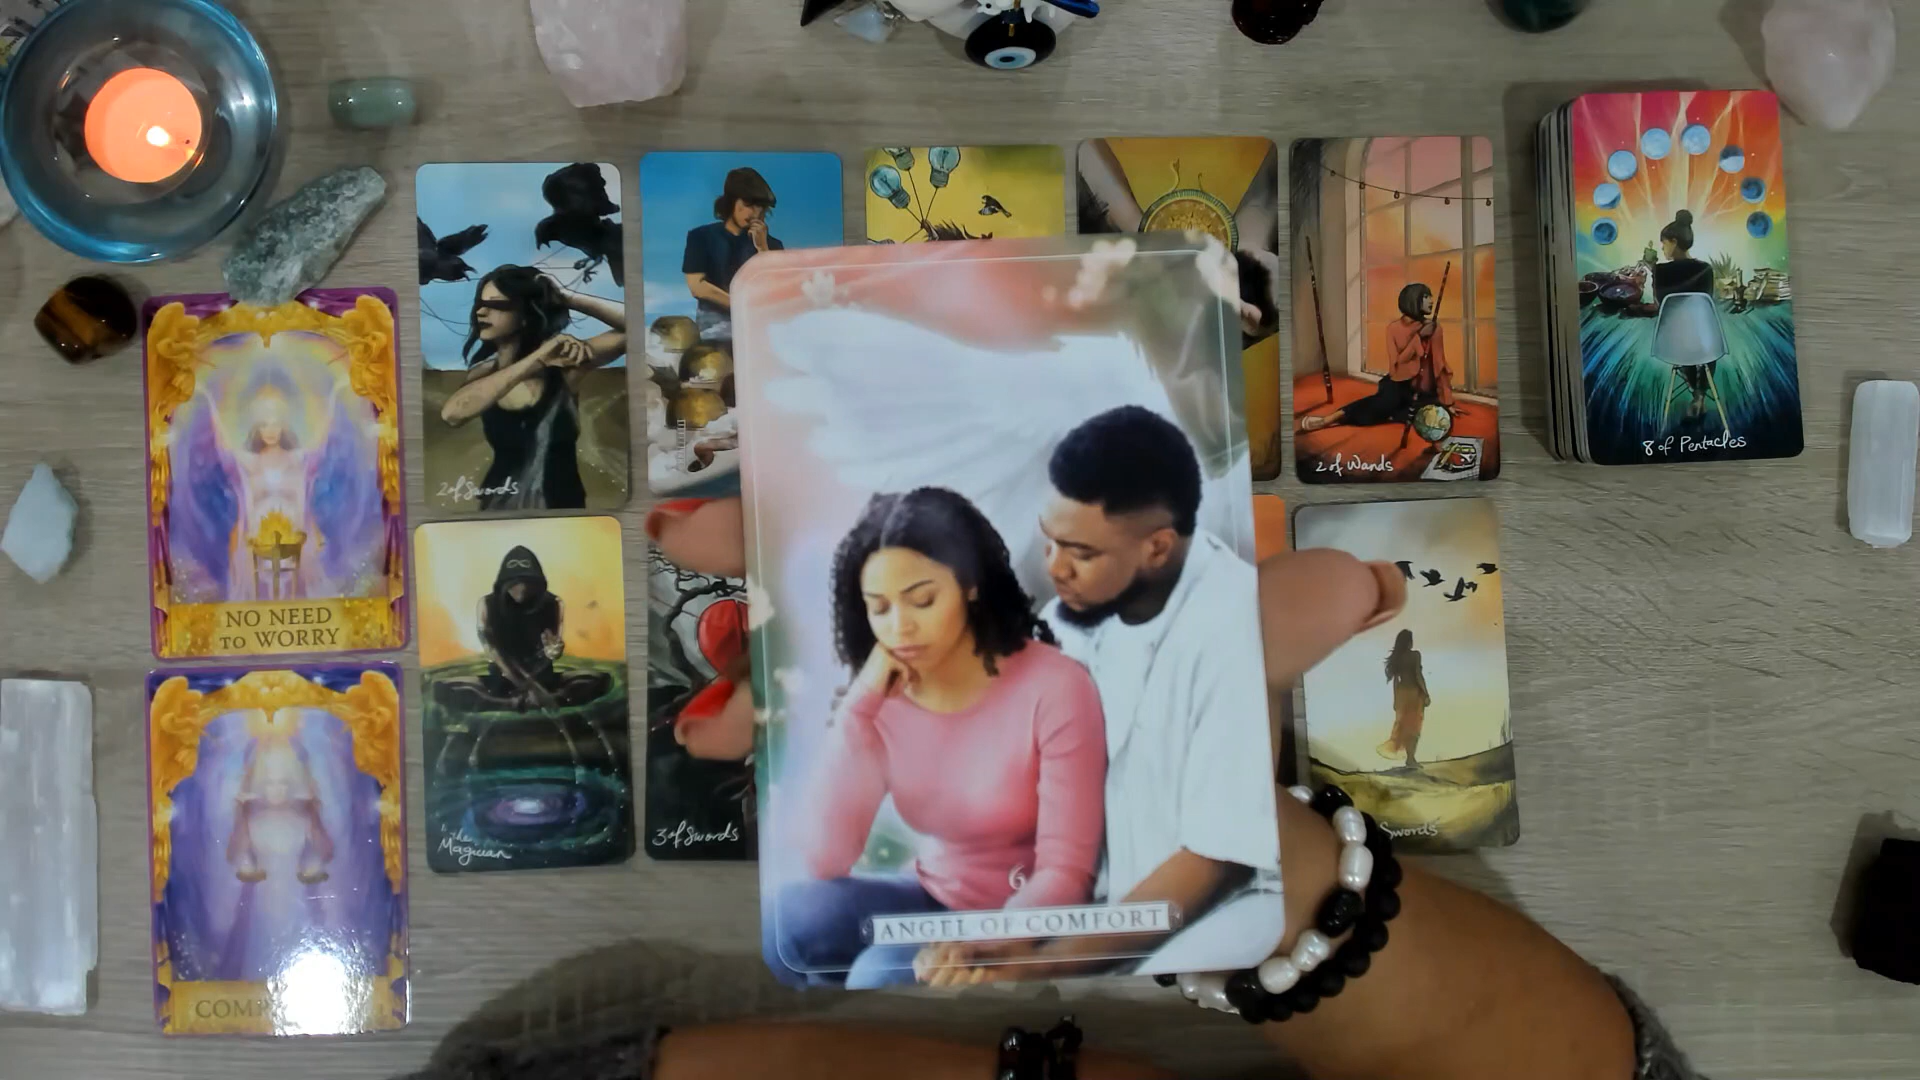 2 of Swords
2 of Wands
8 of Pentacles
NO NEED
TO WORRY
"the
Magician
3 of Swords
6
ANGEL OF COMFORT
Swords